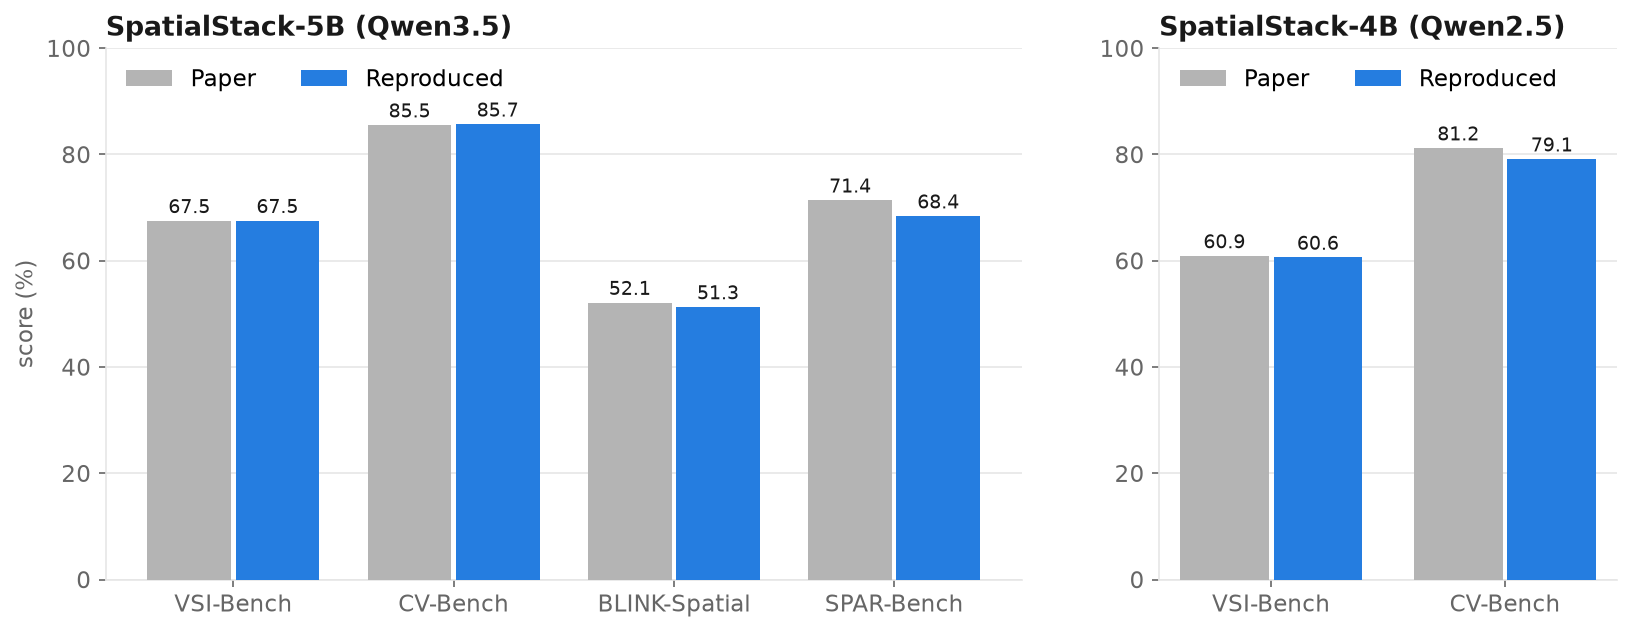 SpatialStack-5B (Qwen3.5)
Paper
Reproduced
score (%)
100
80
60
40
20
0
67.5
67.5
85.5
85.7
52.1
51.3
71.4
68.4
VSI-Bench
CV-Bench
BLINK-Spatial
SPAR-Bench
SpatialStack-4B (Qwen2.5)
Paper
Reproduced
100
80
60
40
20
0
60.9
60.6
81.2
79.1
VSI-Bench
CV-Bench